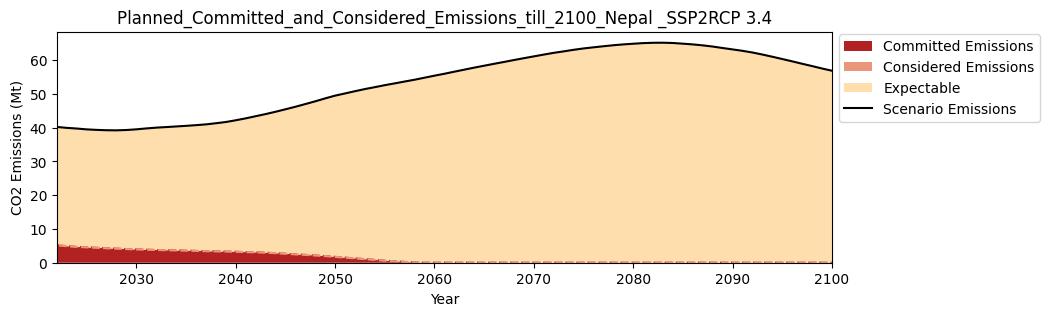 Planned_Committed_and_Considered_Emissions_till_2100_Nepal _SSP2RCP 3.4
Committed Emissions
Considered Emissions
Expectable
Scenario Emissions
CO2 Emissions (Mt)
60
50
40
30
20
10
0
2030 2040 2050 2060 2070 2080 2090 2100
Year